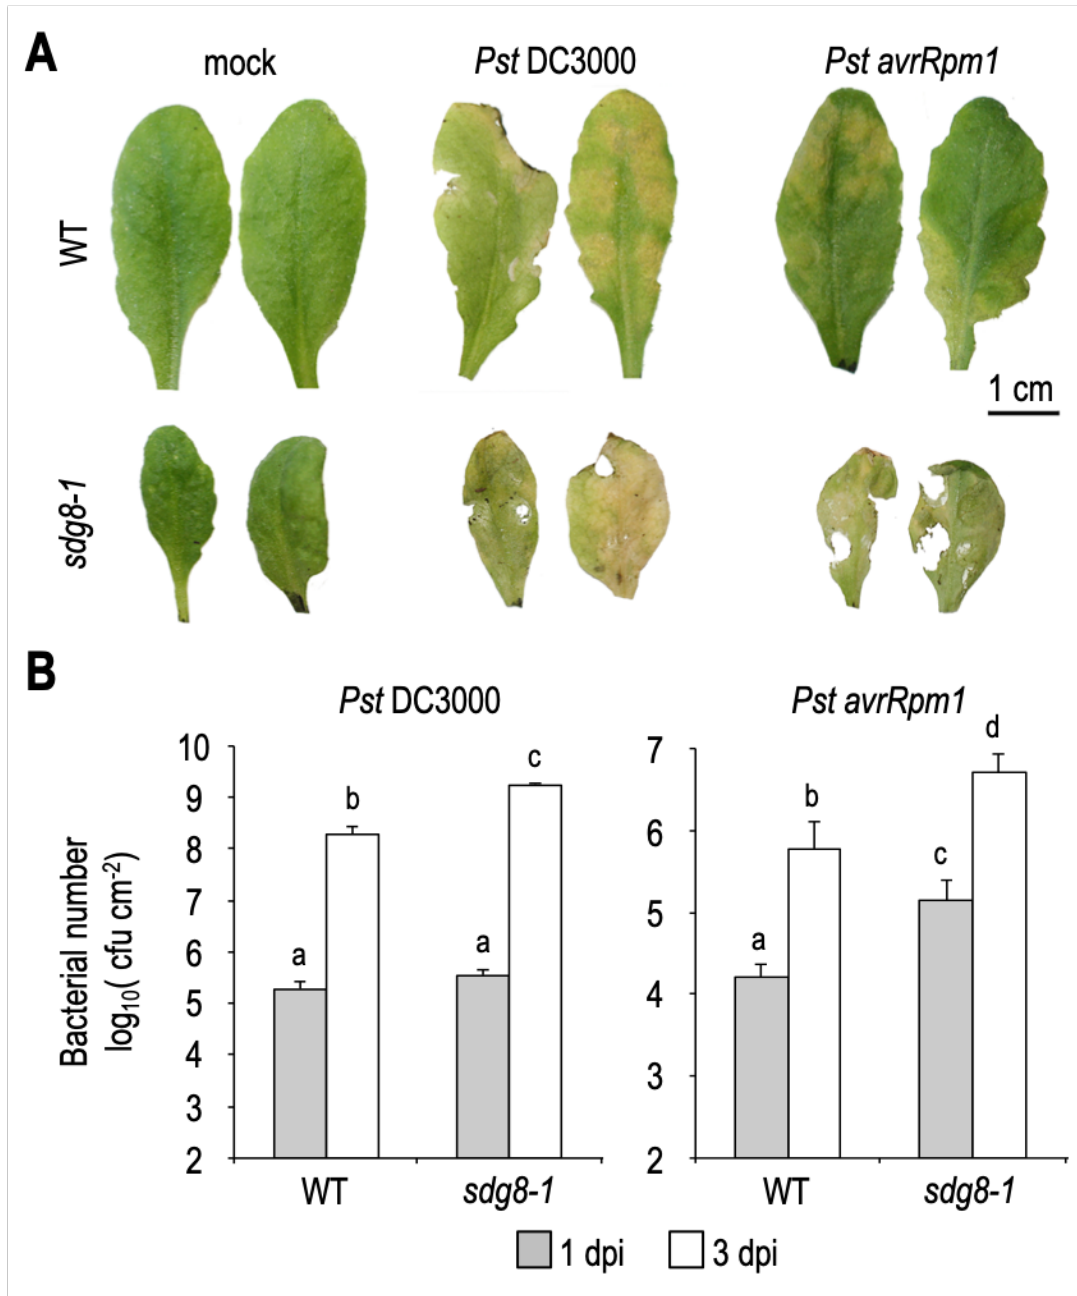 A
mock
Pst DC3000
Pst avrRpm1
WT
1 cm
sdg8-1
B
Pst DC3000
Pst avrRpm1
Bacterial number
log10( cfu cm-2)
10
9
8
7
6
5
4
3
2
a
b
a
c
WT
sdg8-1
7
6
5
4
3
2
a
b
c
d
WT
sdg8-1
1 dpi
3 dpi